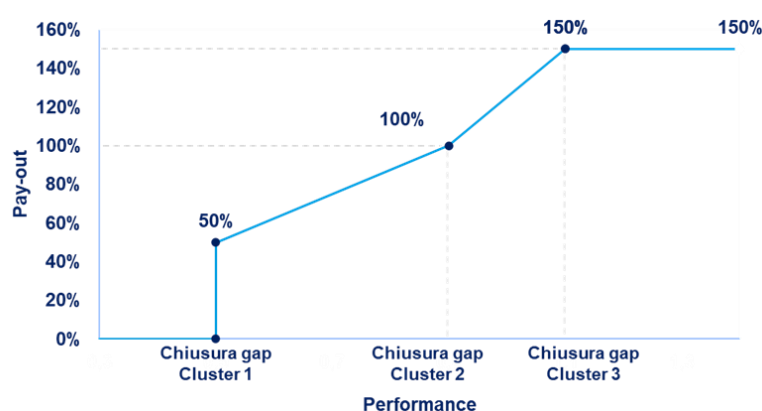 160%
150%
150%
140%
120%
100%
100%
80%
60%
50%
40%
20%
0%
Pay-out
Chiusura gap
Cluster 1
Chiusura gap
Cluster 2
Chiusura gap
Cluster 3
Performance